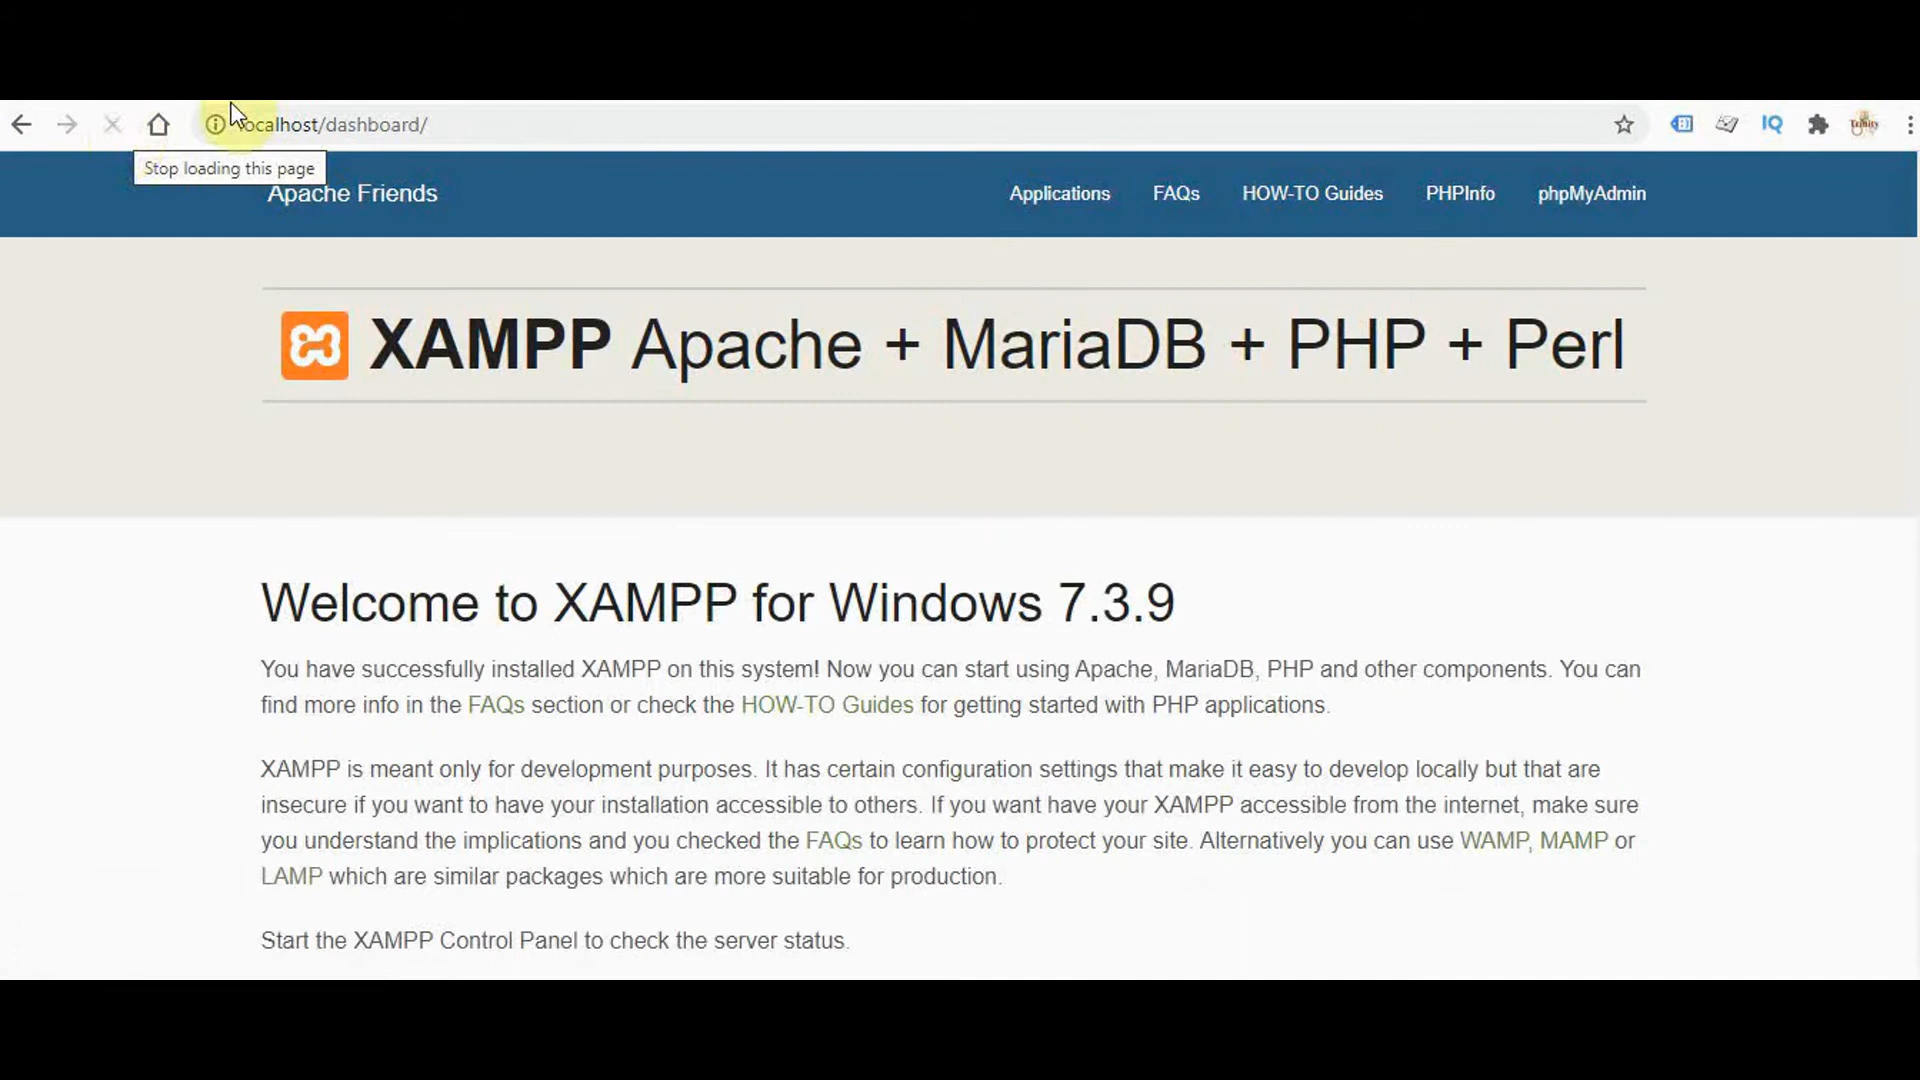 localhost/dashboard/
IQ
Stop loading this page
Apache Friends
Applications
FAQs
HOW-TO Guides
PHPInfo
phpMyAdmin
XAMPP Apache + MariaDB + PHP + Perl
Welcome to XAMPP for Windows 7.3.9
You have successfully installed XAMPP on this system! Now you can start using Apache, MariaDB, PHP and other components. You can
find more info in the FAQs section or check the HOW-TO Guides for getting started with PHP applications.
XAMPP is meant only for development purposes. It has certain configuration settings that make it easy to develop locally but that are
insecure if you want to have your installation accessible to others. If you want have your XAMPP accessible from the internet, make sure
you understand the implications and you checked the FAQs to learn how to protect your site. Alternatively you can use WAMP, MAMP or
LAMP which are similar packages which are more suitable for production.
Start the XAMPP Control Panel to check the server status.